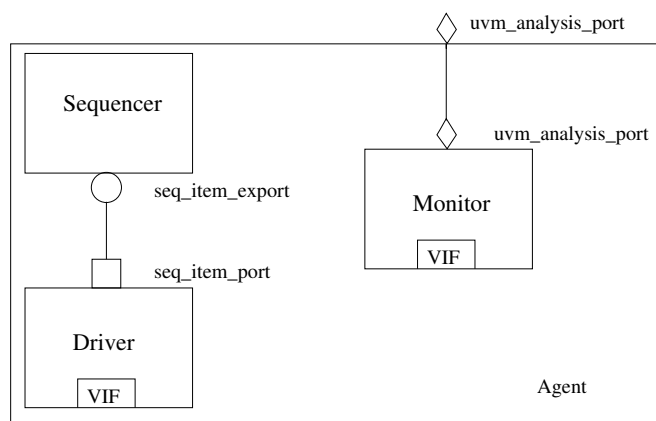 uvm_analysis_port
Sequencer
uvm_analysis_port
seq_item_export
Monitor
VIF
seq_item_port
Driver
VIF
Agent